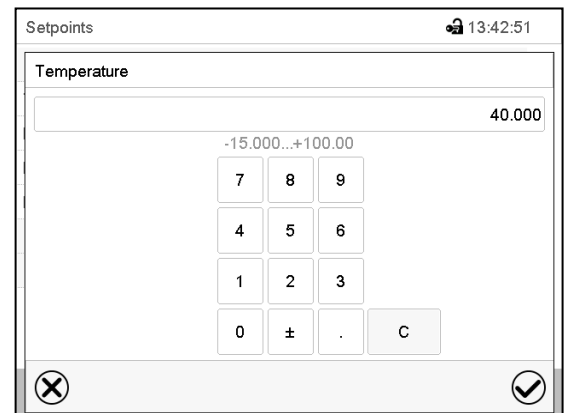 Setpoints 13:42:51
Temperature
40.000
-15.000...+100.00
7 8 9
4 5 6
1 2 3
0 ± . C